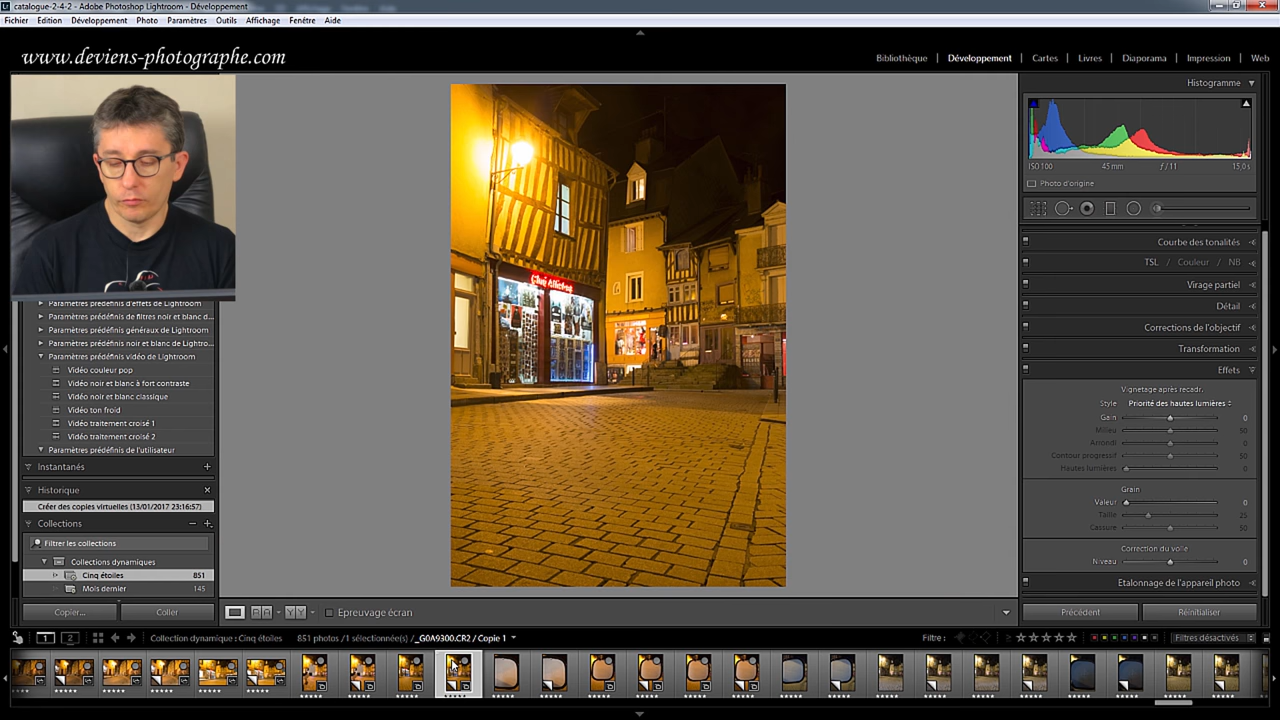 catalogue-2-4-2 - Adobe Photoshop Lightroom - Développement
Fichier Edition Développement Photo Paramètres Outils Affichage Fenêtre Aide
www.deviens-photographe.com
Bibliothèque | Développement | Cartes | Livres | Diaporama | Impression | Web
Histogramme
ISO 100 45 mm ƒ / 11 15,0 s
Photo d'origine
Courbe des tonalités
TSL / Couleur / NB
Virage partiel
Détail
Corrections de l'objectif
Transformation
Effets
Vignetage après recadr.
Style Priorité des hautes lumières
Gain 0
Milieu 50
Arrondi 0
Contour progressif 50
Hautes lumières 0
Grain
Valeur 0
Taille 25
Cassure 50
Correction du voile
Niveau 0
Etalonnage de l'appareil photo
Précédent Réinitialiser
Paramètres prédéfinis d'effets de Lightroom
Paramètres prédéfinis de filtres noir et blanc d...
Paramètres prédéfinis généraux de Lightroom
Paramètres prédéfinis noir et blanc de Lightro...
Paramètres prédéfinis vidéo de Lightroom
Vidéo couleur pop
Vidéo noir et blanc à fort contraste
Vidéo noir et blanc classique
Vidéo ton froid
Vidéo traitement croisé 1
Vidéo traitement croisé 2
Paramètres prédéfinis de l'utilisateur
Instantanés +
Historique ×
Créer des copies virtuelles (13/01/2017 23:16:57)
Collections − +
Filtrer les collections
Collections dynamiques
Cinq étoiles 851
Mois dernier 145
Copier... Coller
R A Y Y Epreuvage écran
1 2 Collection dynamique : Cinq étoiles 851 photos /1 sélectionnée(s) /_G0A9300.CR2 / Copie 1 Filtre : Filtres désactivés